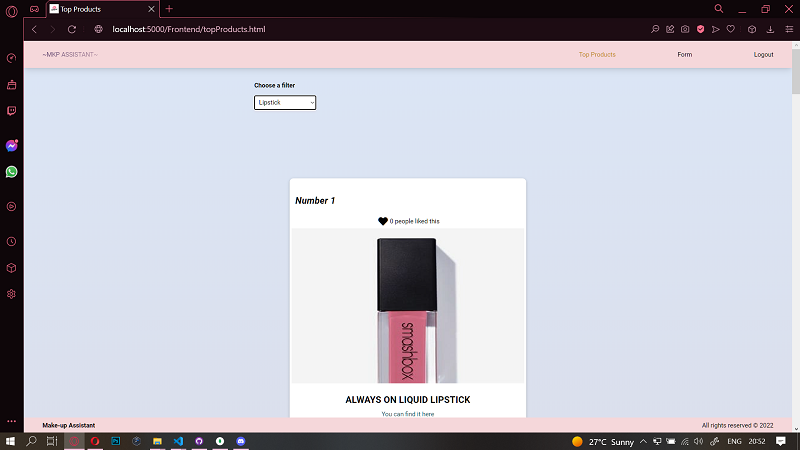 Top Products
localhost:5000/Frontend/topProducts.html
~MKP ASSISTANT~
Top Products
Form
Logout
Choose a filter
Lipstick
Number 1
0 people liked this
smashbox
ALWAYS ON LIQUID LIPSTICK
You can find it here
Make-up Assistant
All rights reserved © 2022
27°C Sunny
ENG
20:52